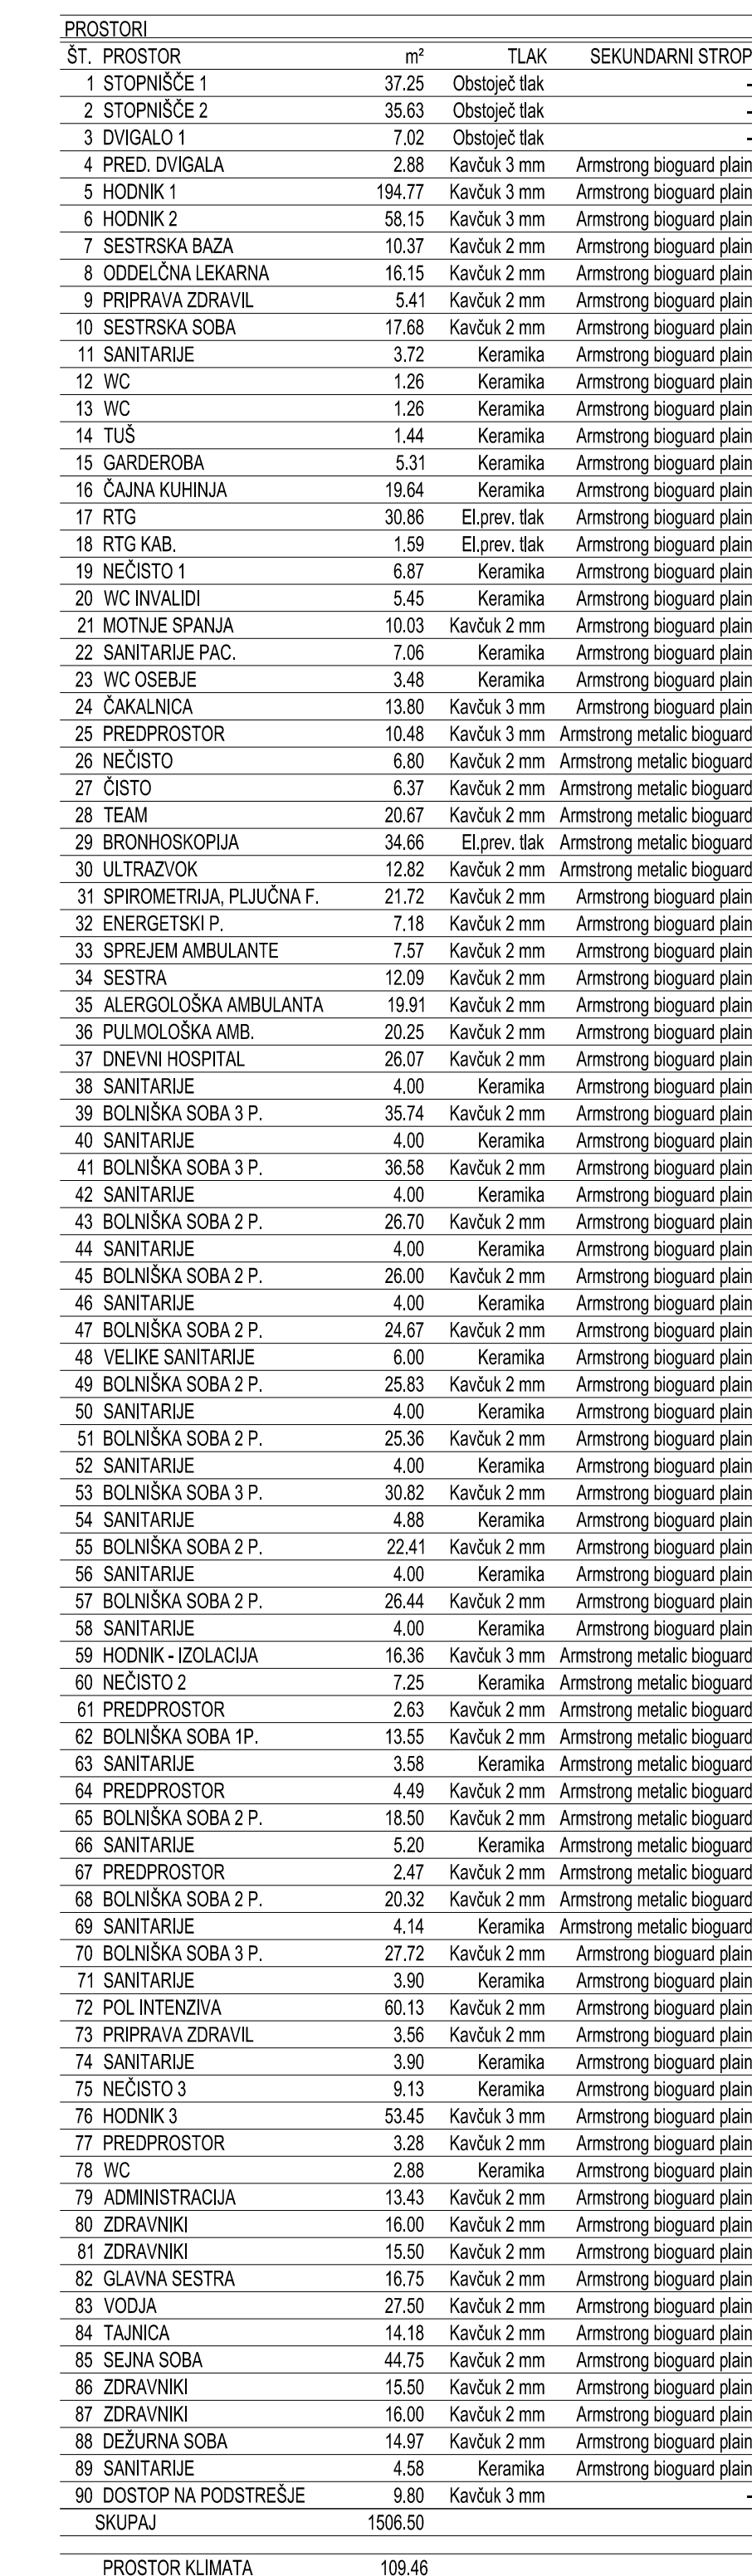 PROSTORI
ŠT. PROSTOR m² TLAK SEKUNDARNI STROP
1 STOPNIŠČE 1 37.25 Obstoječ tlak -
2 STOPNIŠČE 2 35.63 Obstoječ tlak -
3 DVIGALO 1 7.02 Obstoječ tlak -
4 PRED. DVIGALA 2.88 Kavčuk 3 mm Armstrong bioguard plain
5 HODNIK 1 194.77 Kavčuk 3 mm Armstrong bioguard plain
6 HODNIK 2 58.15 Kavčuk 3 mm Armstrong bioguard plain
7 SESTRSKA BAZA 10.37 Kavčuk 2 mm Armstrong bioguard plain
8 ODDELČNA LEKARNA 16.15 Kavčuk 2 mm Armstrong bioguard plain
9 PRIPRAVA ZDRAVIL 5.41 Kavčuk 2 mm Armstrong bioguard plain
10 SESTRSKA SOBA 17.68 Kavčuk 2 mm Armstrong bioguard plain
11 SANITARIJE 3.72 Keramika Armstrong bioguard plain
12 WC 1.26 Keramika Armstrong bioguard plain
13 WC 1.26 Keramika Armstrong bioguard plain
14 TUŠ 1.44 Keramika Armstrong bioguard plain
15 GARDEROBA 5.31 Keramika Armstrong bioguard plain
16 ČAJNA KUHINJA 19.64 Keramika Armstrong bioguard plain
17 RTG 30.86 El.prev. tlak Armstrong bioguard plain
18 RTG KAB. 1.59 El.prev. tlak Armstrong bioguard plain
19 NEČISTO 1 6.87 Keramika Armstrong bioguard plain
20 WC INVALIDI 5.45 Keramika Armstrong bioguard plain
21 MOTNJE SPANJA 10.03 Kavčuk 2 mm Armstrong bioguard plain
22 SANITARIJE PAC. 7.06 Keramika Armstrong bioguard plain
23 WC OSEBJE 3.48 Keramika Armstrong bioguard plain
24 ČAKALNICA 13.80 Kavčuk 3 mm Armstrong bioguard plain
25 PREDPROSTOR 10.48 Kavčuk 3 mm Armstrong metalic bioguard
26 NEČISTO 6.80 Kavčuk 2 mm Armstrong metalic bioguard
27 ČISTO 6.37 Kavčuk 2 mm Armstrong metalic bioguard
28 TEAM 20.67 Kavčuk 2 mm Armstrong metalic bioguard
29 BRONHOSKOPIJA 34.66 El.prev. tlak Armstrong metalic bioguard
30 ULTRAZVOK 12.82 Kavčuk 2 mm Armstrong metalic bioguard
31 SPIROMETRIJA, PLJUČNA F. 21.72 Kavčuk 2 mm Armstrong bioguard plain
32 ENERGETSKI P. 7.18 Kavčuk 2 mm Armstrong bioguard plain
33 SPREJEM AMBULANTE 7.57 Kavčuk 2 mm Armstrong bioguard plain
34 SESTRA 12.09 Kavčuk 2 mm Armstrong bioguard plain
35 ALERGOLOŠKA AMBULANTA 19.91 Kavčuk 2 mm Armstrong bioguard plain
36 PULMOLOŠKA AMB. 20.25 Kavčuk 2 mm Armstrong bioguard plain
37 DNEVNI HOSPITAL 26.07 Kavčuk 2 mm Armstrong bioguard plain
38 SANITARIJE 4.00 Keramika Armstrong bioguard plain
39 BOLNIŠKA SOBA 3 P. 35.74 Kavčuk 2 mm Armstrong bioguard plain
40 SANITARIJE 4.00 Keramika Armstrong bioguard plain
41 BOLNIŠKA SOBA 3 P. 36.58 Kavčuk 2 mm Armstrong bioguard plain
42 SANITARIJE 4.00 Keramika Armstrong bioguard plain
43 BOLNIŠKA SOBA 2 P. 26.70 Kavčuk 2 mm Armstrong bioguard plain
44 SANITARIJE 4.00 Keramika Armstrong bioguard plain
45 BOLNIŠKA SOBA 2 P. 26.00 Kavčuk 2 mm Armstrong bioguard plain
46 SANITARIJE 4.00 Keramika Armstrong bioguard plain
47 BOLNIŠKA SOBA 2 P. 24.67 Kavčuk 2 mm Armstrong bioguard plain
48 VELIKE SANITARIJE 6.00 Keramika Armstrong bioguard plain
49 BOLNIŠKA SOBA 2 P. 25.83 Kavčuk 2 mm Armstrong bioguard plain
50 SANITARIJE 4.00 Keramika Armstrong bioguard plain
51 BOLNIŠKA SOBA 2 P. 25.36 Kavčuk 2 mm Armstrong bioguard plain
52 SANITARIJE 4.00 Keramika Armstrong bioguard plain
53 BOLNIŠKA SOBA 3 P. 30.82 Kavčuk 2 mm Armstrong bioguard plain
54 SANITARIJE 4.88 Keramika Armstrong bioguard plain
55 BOLNIŠKA SOBA 2 P. 22.41 Kavčuk 2 mm Armstrong bioguard plain
56 SANITARIJE 4.00 Keramika Armstrong bioguard plain
57 BOLNIŠKA SOBA 2 P. 26.44 Kavčuk 2 mm Armstrong bioguard plain
58 SANITARIJE 4.00 Keramika Armstrong bioguard plain
59 HODNIK - IZOLACIJA 16.36 Kavčuk 3 mm Armstrong metalic bioguard
60 NEČISTO 2 7.25 Keramika Armstrong metalic bioguard
61 PREDPROSTOR 2.63 Kavčuk 2 mm Armstrong metalic bioguard
62 BOLNIŠKA SOBA 1P. 13.55 Kavčuk 2 mm Armstrong metalic bioguard
63 SANITARIJE 3.58 Keramika Armstrong metalic bioguard
64 PREDPROSTOR 4.49 Kavčuk 2 mm Armstrong metalic bioguard
65 BOLNIŠKA SOBA 2 P. 18.50 Kavčuk 2 mm Armstrong metalic bioguard
66 SANITARIJE 5.20 Keramika Armstrong metalic bioguard
67 PREDPROSTOR 2.47 Kavčuk 2 mm Armstrong metalic bioguard
68 BOLNIŠKA SOBA 2 P. 20.32 Kavčuk 2 mm Armstrong metalic bioguard
69 SANITARIJE 4.14 Keramika Armstrong metalic bioguard
70 BOLNIŠKA SOBA 3 P. 27.72 Kavčuk 2 mm Armstrong bioguard plain
71 SANITARIJE 3.90 Keramika Armstrong bioguard plain
72 POL INTENZIVA 60.13 Kavčuk 2 mm Armstrong bioguard plain
73 PRIPRAVA ZDRAVIL 3.56 Kavčuk 2 mm Armstrong bioguard plain
74 SANITARIJE 3.90 Keramika Armstrong bioguard plain
75 NEČISTO 3 9.13 Keramika Armstrong bioguard plain
76 HODNIK 3 53.45 Kavčuk 3 mm Armstrong bioguard plain
77 PREDPROSTOR 3.28 Kavčuk 2 mm Armstrong bioguard plain
78 WC 2.88 Keramika Armstrong bioguard plain
79 ADMINISTRACIJA 13.43 Kavčuk 2 mm Armstrong bioguard plain
80 ZDRAVNIKI 16.00 Kavčuk 2 mm Armstrong bioguard plain
81 ZDRAVNIKI 15.50 Kavčuk 2 mm Armstrong bioguard plain
82 GLAVNA SESTRA 16.75 Kavčuk 2 mm Armstrong bioguard plain
83 VODJA 27.50 Kavčuk 2 mm Armstrong bioguard plain
84 TAJNICA 14.18 Kavčuk 2 mm Armstrong bioguard plain
85 SEJNA SOBA 44.75 Kavčuk 2 mm Armstrong bioguard plain
86 ZDRAVNIKI 15.50 Kavčuk 2 mm Armstrong bioguard plain
87 ZDRAVNIKI 16.00 Kavčuk 2 mm Armstrong bioguard plain
88 DEŽURNA SOBA 14.97 Kavčuk 2 mm Armstrong bioguard plain
89 SANITARIJE 4.58 Keramika Armstrong bioguard plain
90 DOSTOP NA PODSTREŠJE 9.80 Kavčuk 3 mm -
SKUPAJ 1506.50
PROSTOR KLIMATA 109.46